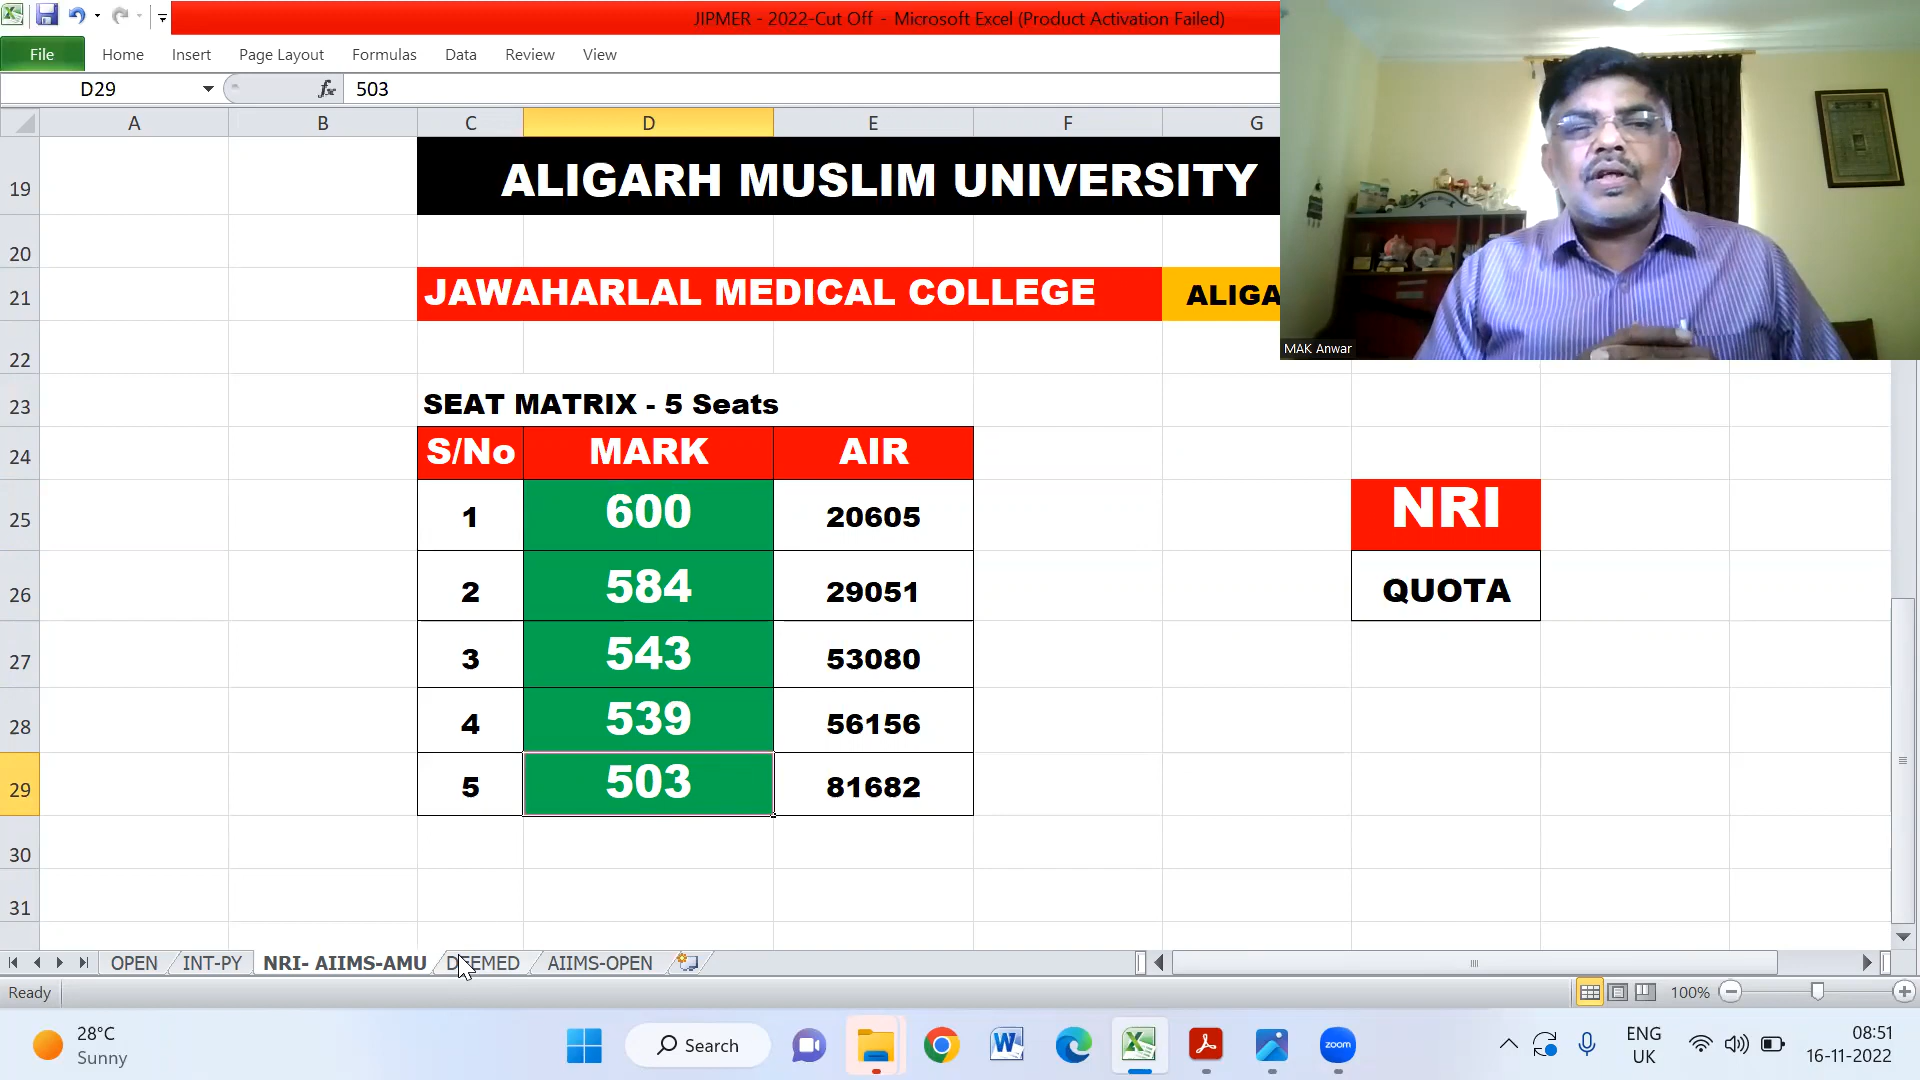 JIPMER - 2022-Cut Off - Microsoft Excel (Product Activation Failed)
File Home Insert Page Layout Formulas Data Review View
D29 fx 503
A B C D E F G
19 ALIGARH MUSLIM UNIVERSITY
20
21 JAWAHARLAL MEDICAL COLLEGE ALIGA
22
23 SEAT MATRIX - 5 Seats
24 S/No MARK AIR
25 1 600 20605 NRI
26 2 584 29051 QUOTA
27 3 543 53080
28 4 539 56156
29 5 503 81682
30
31
MAK Anwar
OPEN INT-PY NRI- AIIMS-AMU DEEMED AIIMS-OPEN
Ready 100%
28°C
Sunny
Search
zoom
ENG
UK
08:51
16-11-2022